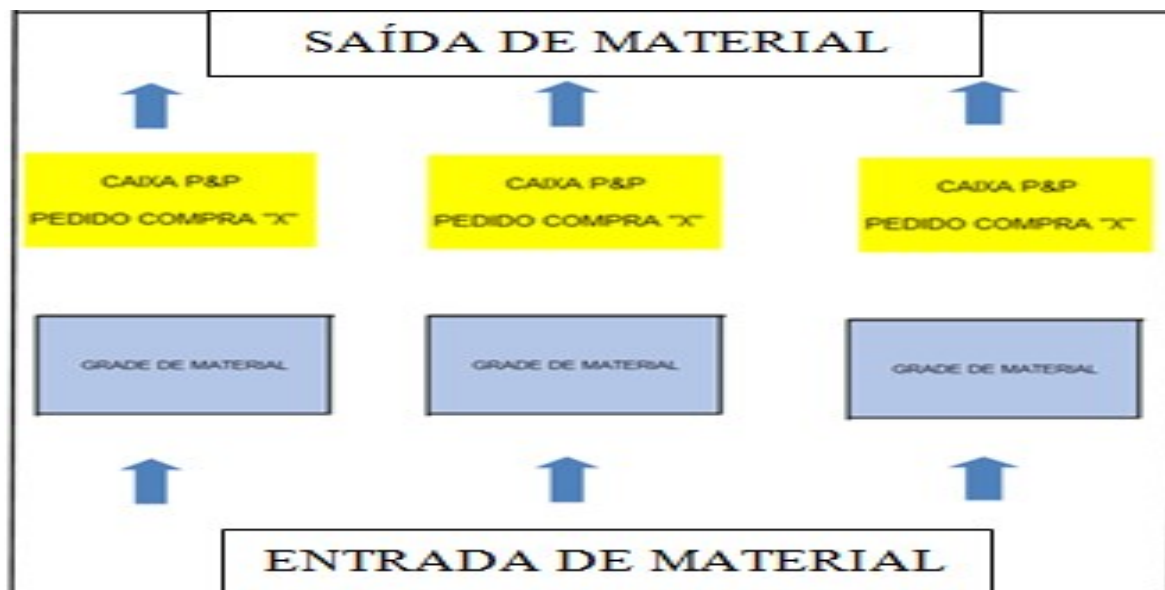 SAÍDA DE MATERIAL
CAIXA P&P
PEDIDO COMPRA "X"
CAIXA P&P
PEDIDO COMPRA "X"
CAIXA P&P
PEDIDO COMPRA "X"
GRADE DE MATERIAL
GRADE DE MATERIAL
GRADE DE MATERIAL
ENTRADA DE MATERIAL